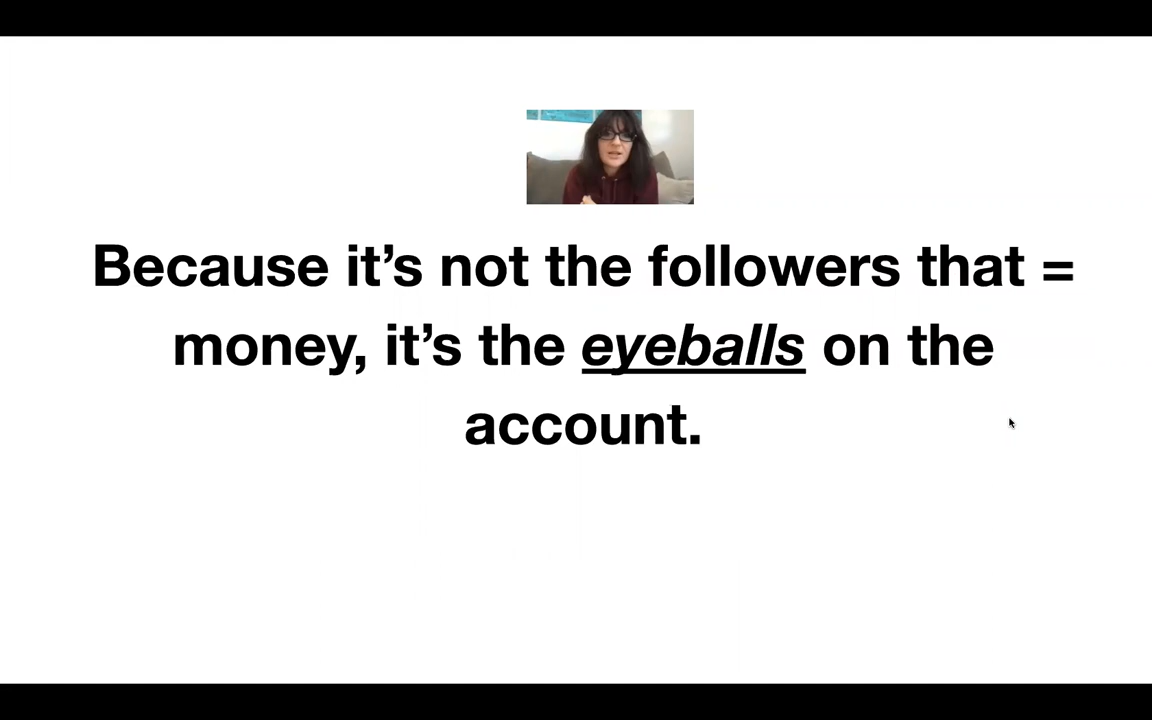 Because it’s not the followers that =
money, it’s the eyeballs on the
account.